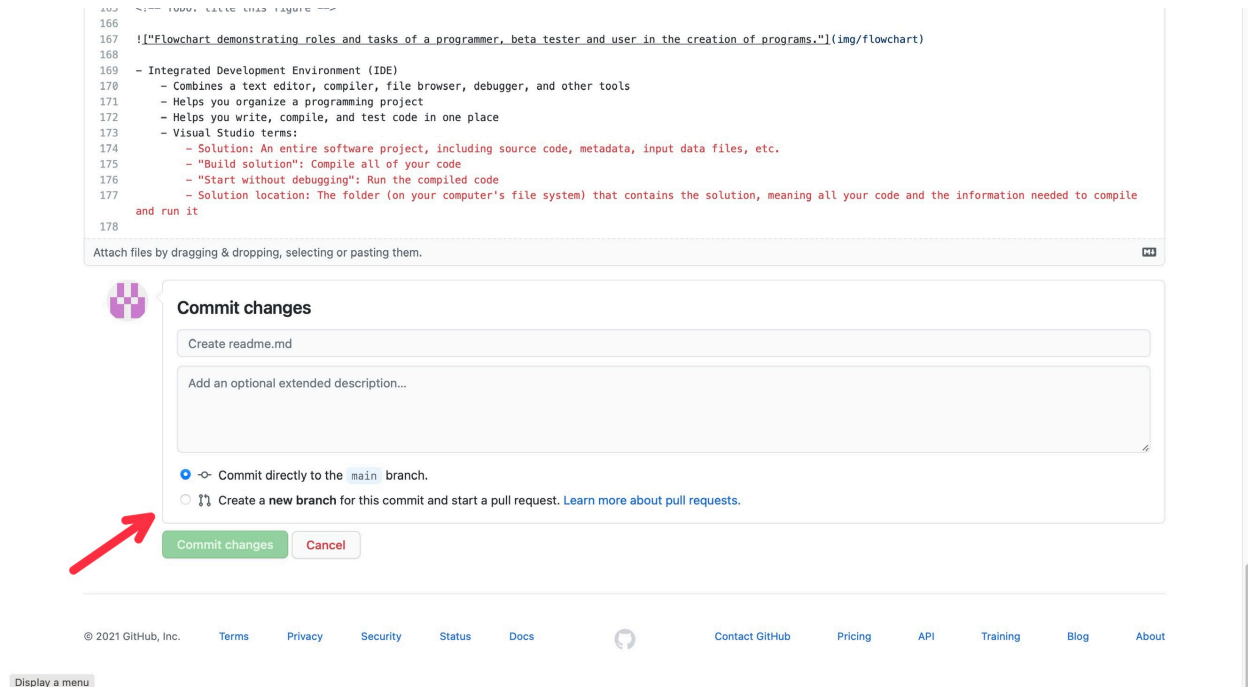 165 <!-- TODO: title this figure -->
166
167 !["Flowchart demonstrating roles and tasks of a programmer, beta tester and user in the creation of programs."](img/flowchart)
168
169 - Integrated Development Environment (IDE)
170 - Combines a text editor, compiler, file browser, debugger, and other tools
171 - Helps you organize a programming project
172 - Helps you write, compile, and test code in one place
173 - Visual Studio terms:
174 - Solution: An entire software project, including source code, metadata, input data files, etc.
175 - "Build solution": Compile all of your code
176 - "Start without debugging": Run the compiled code
177 - Solution location: The folder (on your computer's file system) that contains the solution, meaning all your code and the information needed to compile
and run it
178
Attach files by dragging & dropping, selecting or pasting them.
Commit changes
Create readme.md
Add an optional extended description...
Commit directly to the main branch.
Create a new branch for this commit and start a pull request. Learn more about pull requests.
Commit changes Cancel
© 2021 GitHub, Inc. Terms Privacy Security Status Docs Contact GitHub Pricing API Training Blog About
Display a menu